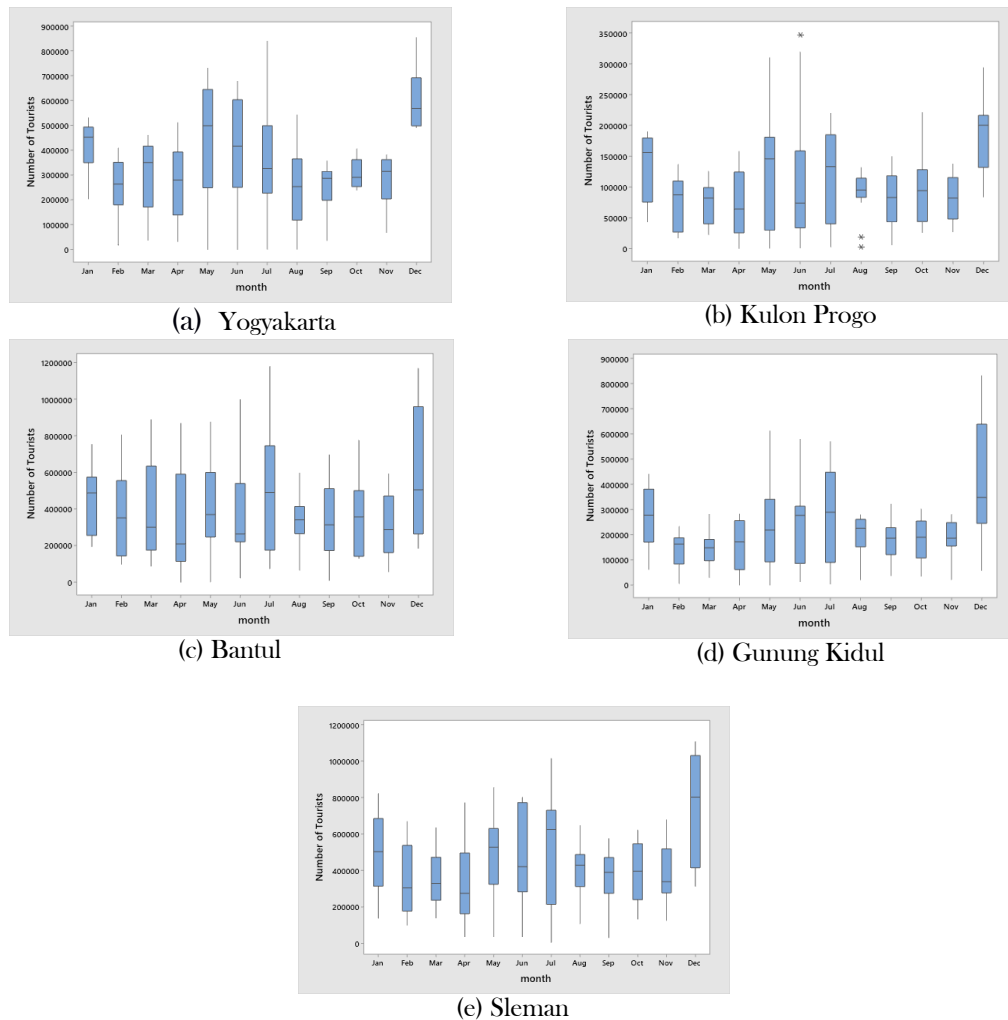 Number of Tourists
900000
800000
700000
600000
500000
400000
300000
200000
100000
0
Jan Feb Mar Apr May Jun Jul Aug Sep Oct Nov Dec
month
(a) Yogyakarta
Number of Tourists
350000
300000
250000
200000
150000
100000
50000
0
Jan Feb Mar Apr May Jun Jul Aug Sep Oct Nov Dec
month
(b) Kulon Progo
Number of Tourists
1200000
1000000
800000
600000
400000
200000
0
Jan Feb Mar Apr May Jun Jul Aug Sep Oct Nov Dec
month
(c) Bantul
Number of Tourists
900000
800000
700000
600000
500000
400000
300000
200000
100000
0
Jan Feb Mar Apr May Jun Jul Aug Sep Oct Nov Dec
month
(d) Gunung Kidul
Number of Tourists
1200000
1000000
800000
600000
400000
200000
0
Jan Feb Mar Apr May Jun Jul Aug Sep Oct Nov Dec
month
(e) Sleman